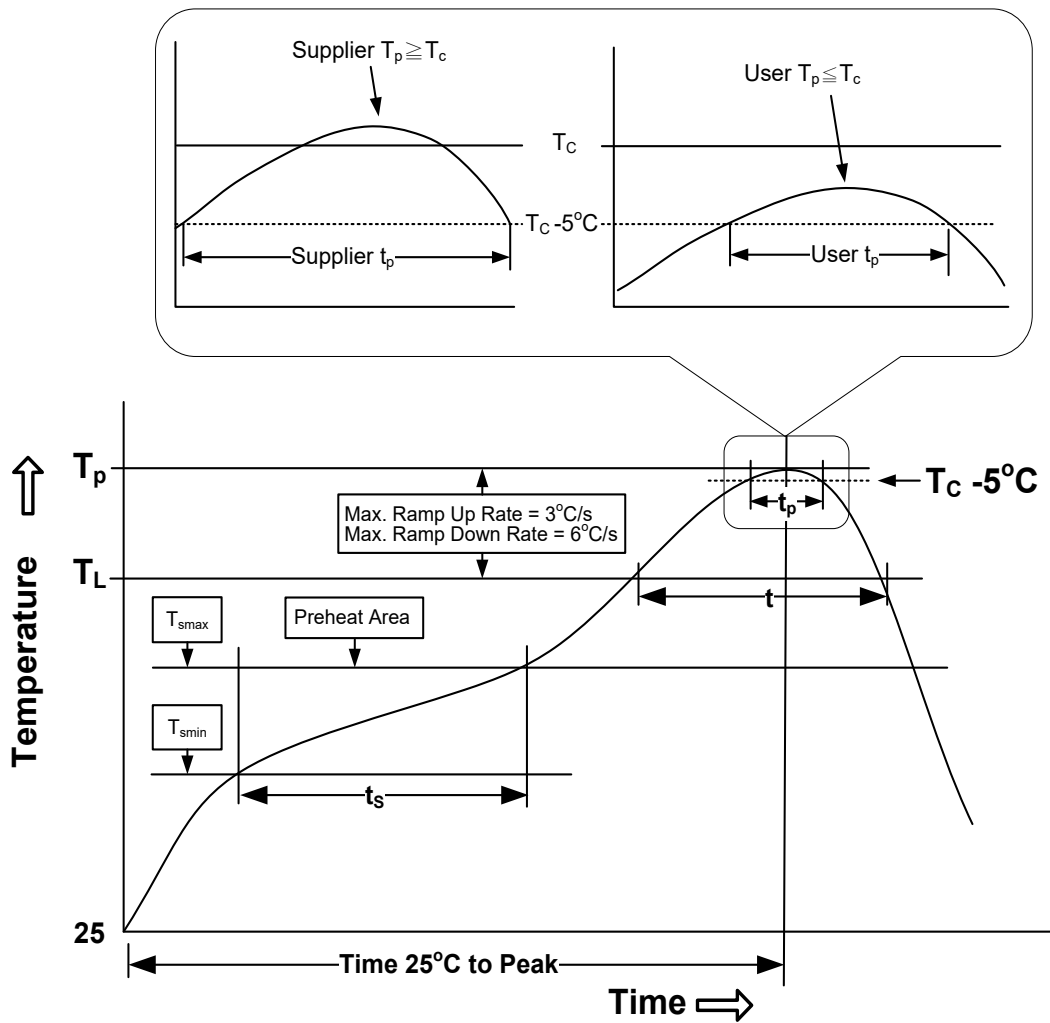 Supplier Tp≧Tc
User Tp≦Tc
TC
TC -5°C
Supplier tp
User tp
Tp
TC -5°C
tp
Max. Ramp Up Rate = 3°C/s
Max. Ramp Down Rate = 6°C/s
TL
t
Tsmax
Preheat Area
Tsmin
tS
Temperature
25
Time 25°C to Peak
Time